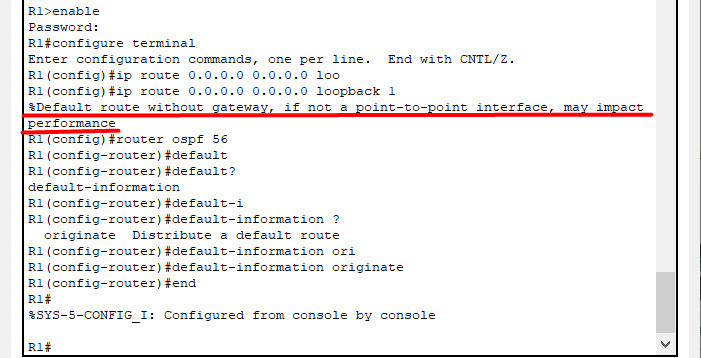 R1>enable
Password:
R1#configure terminal
Enter configuration commands, one per line.  End with CNTL/Z.
R1(config)#ip route 0.0.0.0 0.0.0.0 loo
R1(config)#ip route 0.0.0.0 0.0.0.0 loopback 1
%Default route without gateway, if not a point-to-point interface, may impact
performance
R1(config)#router ospf 56
R1(config-router)#default
R1(config-router)#default?
default-information
R1(config-router)#default-i
R1(config-router)#default-information ?
  originate  Distribute a default route
R1(config-router)#default-information ori
R1(config-router)#default-information originate
R1(config-router)#end
R1#
%SYS-5-CONFIG_I: Configured from console by console
R1#